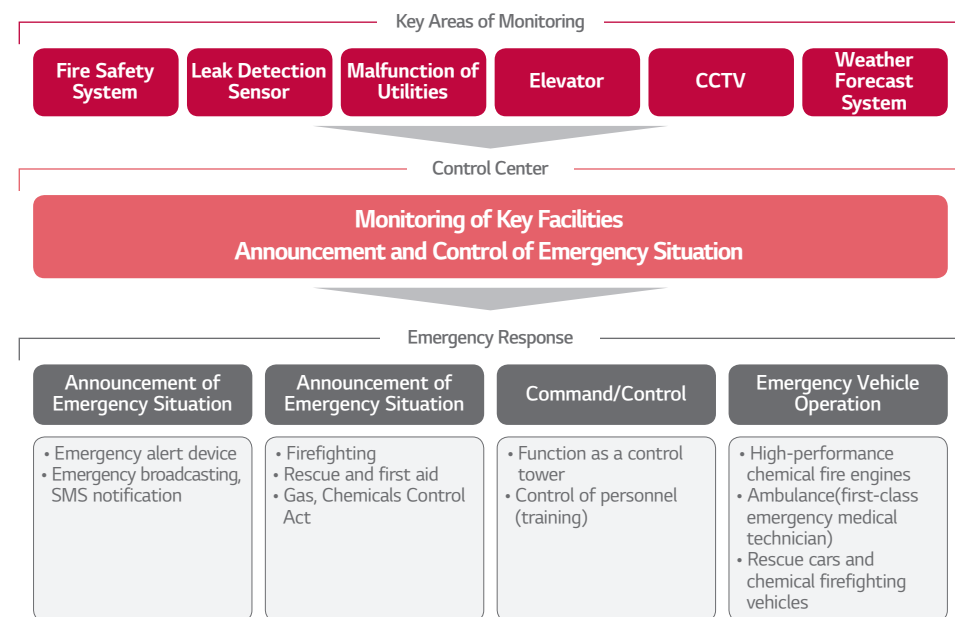 Key Areas of Monitoring
Fire Safety
System
Leak Detection
Sensor
Malfunction of
Utilities
Elevator
CCTV
Weather
Forecast
System
Control Center
Monitoring of Key Facilities
Announcement and Control of Emergency Situation
Emergency Response
Announcement of
Emergency Situation
• Emergency alert device
• Emergency broadcasting,
SMS notification
Announcement of
Emergency Situation
• Firefighting
• Rescue and first aid
• Gas, Chemicals Control
Act
Command/Control
• Function as a control
tower
• Control of personnel
(training)
Emergency Vehicle
Operation
• High-performance
chemical fire engines
• Ambulance(first-class
emergency medical
technician)
• Rescue cars and
chemical firefighting
vehicles